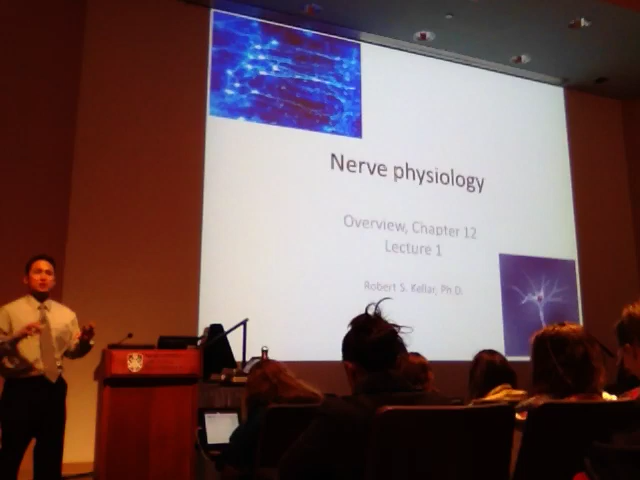 Nerve physiology
Overview, Chapter 12
Lecture 1
Robert S. Kellar, Ph.D.